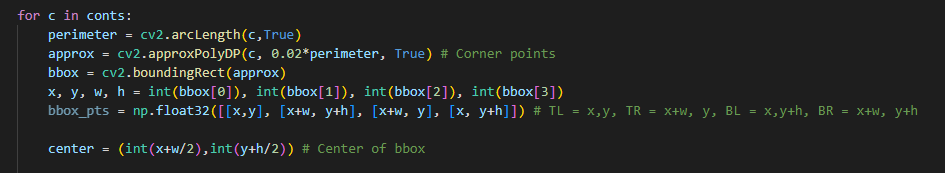 for c in conts:
    perimeter = cv2.arcLength(c,True)
    approx = cv2.approxPolyDP(c, 0.02*perimeter, True) # Corner points
    bbox = cv2.boundingRect(approx)
    x, y, w, h = int(bbox[0]), int(bbox[1]), int(bbox[2]), int(bbox[3])
    bbox_pts = np.float32([[x,y], [x+w, y+h], [x+w, y], [x, y+h]]) # TL = x,y, TR = x+w, y, BL = x,y+h, BR = x+w, y+h
    center = (int(x+w/2),int(y+h/2)) # Center of bbox